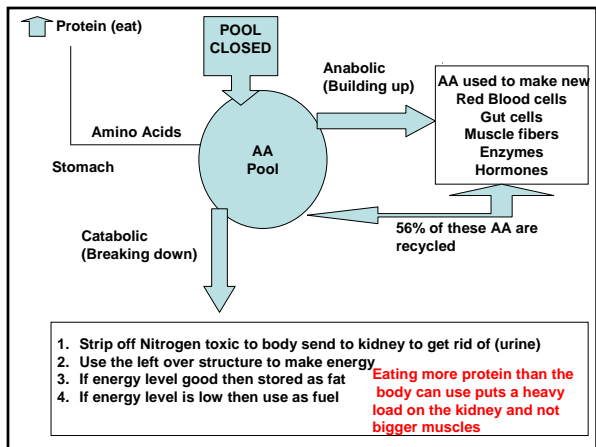 Protein (eat)
POOL
CLOSED
Anabolic
(Building up)
AA used to make new
Red Blood cells
Gut cells
Muscle fibers
Enzymes
Hormones
Amino Acids
Stomach
AA
Pool
56% of these AA are
recycled
Catabolic
(Breaking down)
1. Strip off Nitrogen toxic to body send to kidney to get rid of (urine)
2. Use the left over structure to make energy
3. If energy level good then stored as fat
4. If energy level is low then use as fuel
Eating more protein than the
body can use puts a heavy
load on the kidney and not
bigger muscles